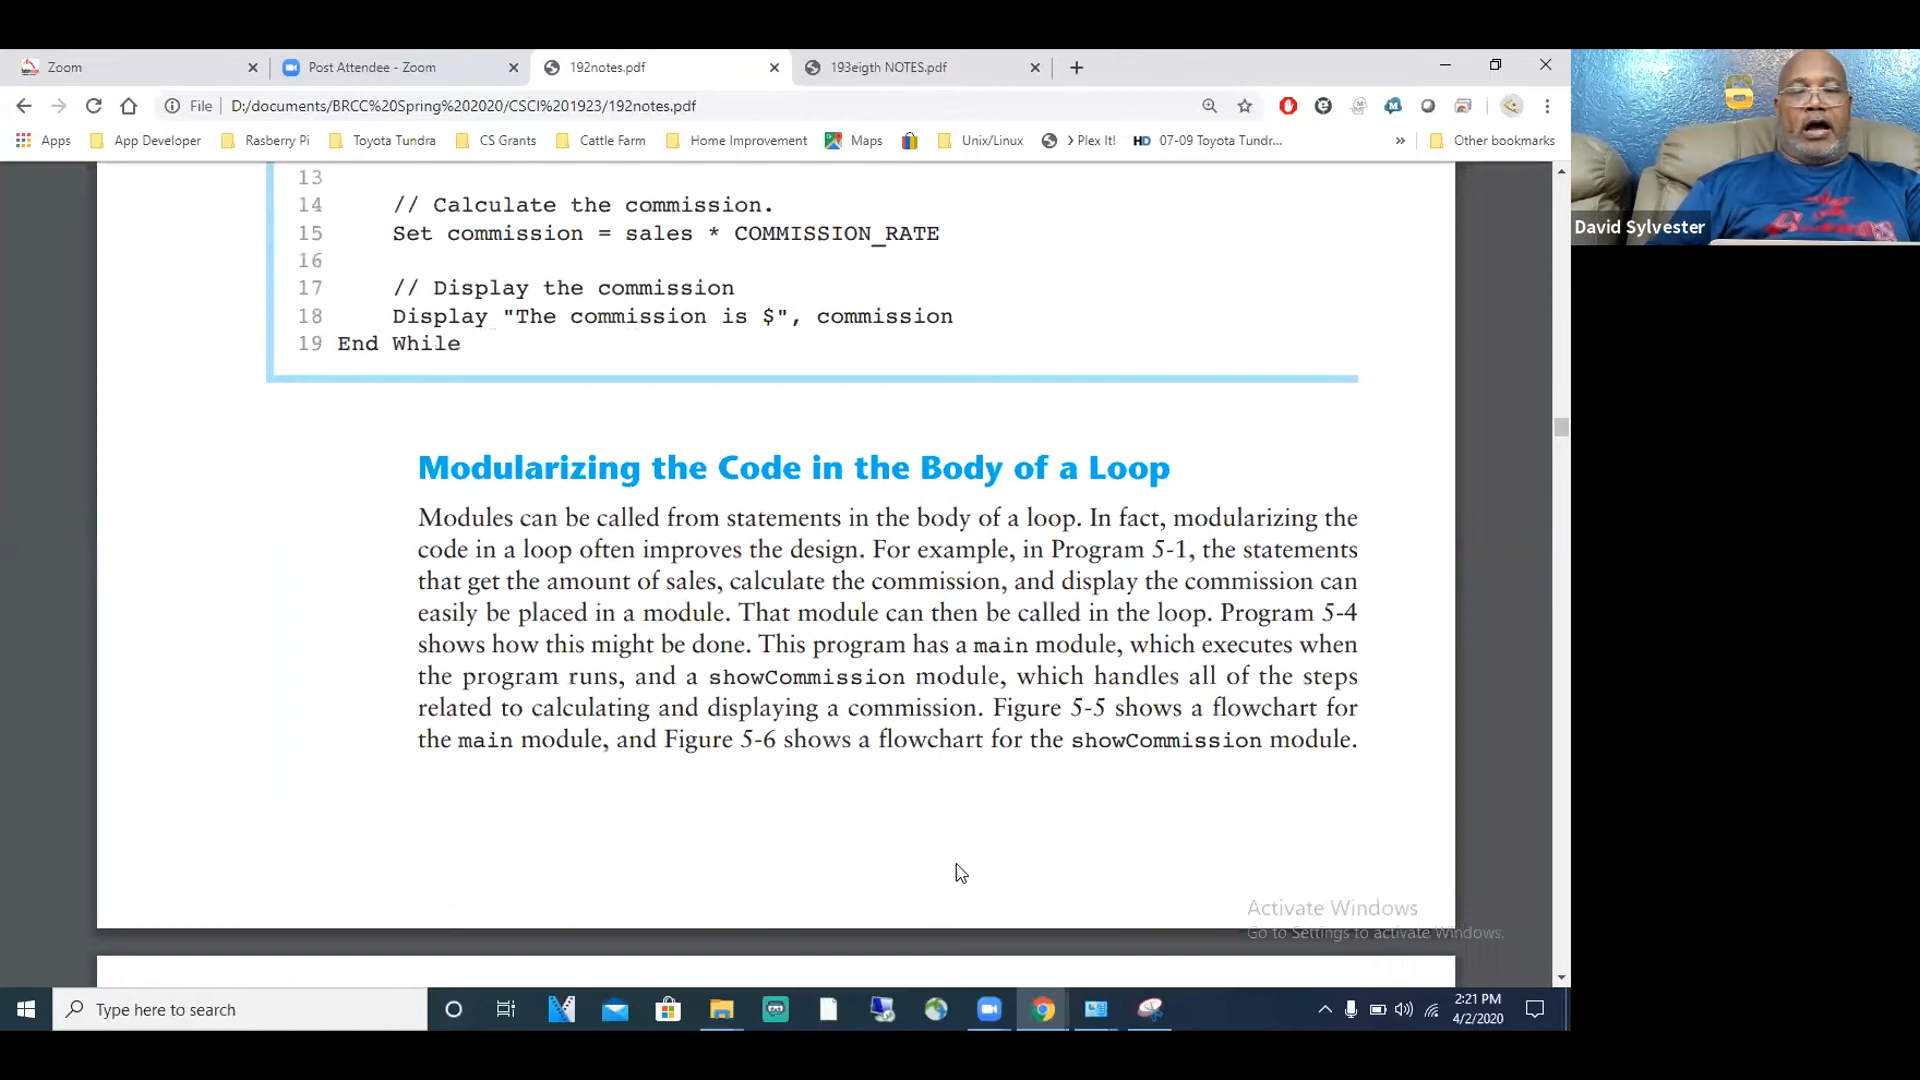 Zoom
Post Attendee - Zoom
192notes.pdf
193eigth NOTES.pdf
File
D:/documents/BRCC%20Spring%202020/CSCI%201923/192notes.pdf
Apps
App Developer
Rasberry Pi
Toyota Tundra
CS Grants
Cattle Farm
Home Improvement
Maps
Unix/Linux
> Plex It!
HD 07-09 Toyota Tundr...
»
Other bookmarks
13
14 // Calculate the commission.
15 Set commission = sales * COMMISSION_RATE
16
17 // Display the commission
18 Display "The commission is $", commission
19 End While
Modularizing the Code in the Body of a Loop
Modules can be called from statements in the body of a loop. In fact, modularizing the
code in a loop often improves the design. For example, in Program 5-1, the statements
that get the amount of sales, calculate the commission, and display the commission can
easily be placed in a module. That module can then be called in the loop. Program 5-4
shows how this might be done. This program has a main module, which executes when
the program runs, and a showCommission module, which handles all of the steps
related to calculating and displaying a commission. Figure 5-5 shows a flowchart for
the main module, and Figure 5-6 shows a flowchart for the showCommission module.
David Sylvester
Activate Windows
Go to Settings to activate Windows.
Type here to search
2:21 PM
4/2/2020